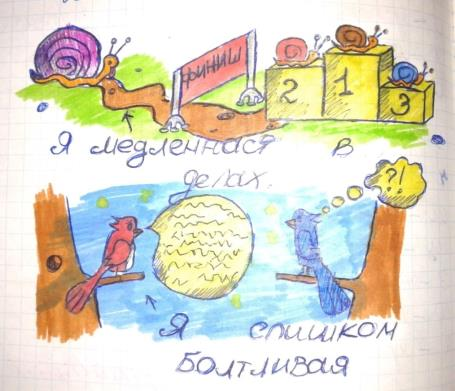 ФИНИШ
2 1 3
Я медленная в
делах.
?!
Я слишком
болтливая